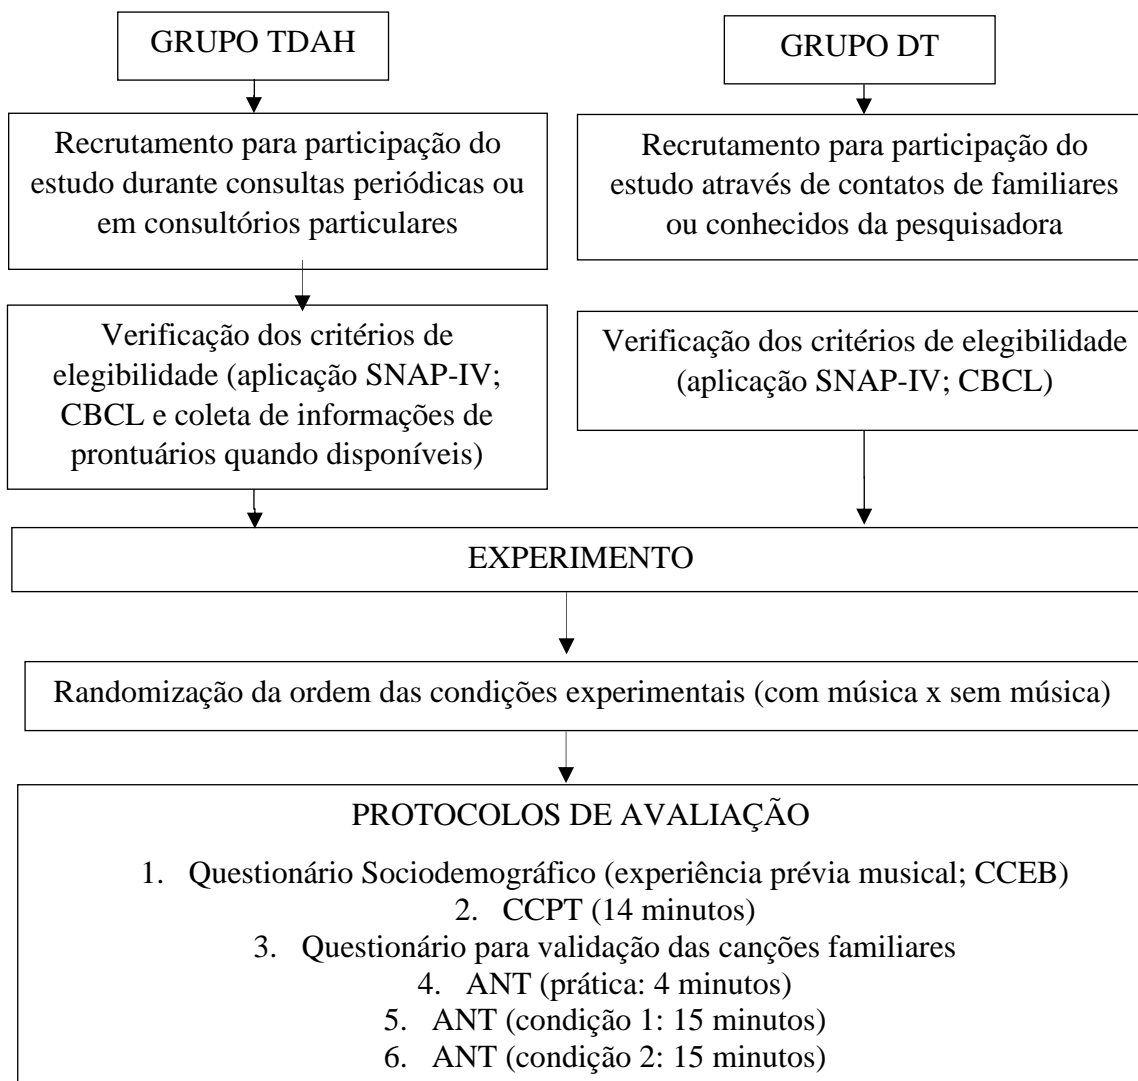 GRUPO TDAH
GRUPO DT
Recrutamento para participação do
estudo durante consultas periódicas ou
em consultórios particulares
Recrutamento para participação do
estudo através de contatos de familiares
ou conhecidos da pesquisadora
Verificação dos critérios de
elegibilidade (aplicação SNAP-IV;
CBCL e coleta de informações de
prontuários quando disponíveis)
Verificação dos critérios de elegibilidade
(aplicação SNAP-IV; CBCL)
EXPERIMENTO
Randomização da ordem das condições experimentais (com música x sem música)
PROTOCOLOS DE AVALIAÇÃO
1. Questionário Sociodemográfico (experiência prévia musical; CCEB)
2. CCPT (14 minutos)
3. Questionário para validação das canções familiares
4. ANT (prática: 4 minutos)
5. ANT (condição 1: 15 minutos)
6. ANT (condição 2: 15 minutos)